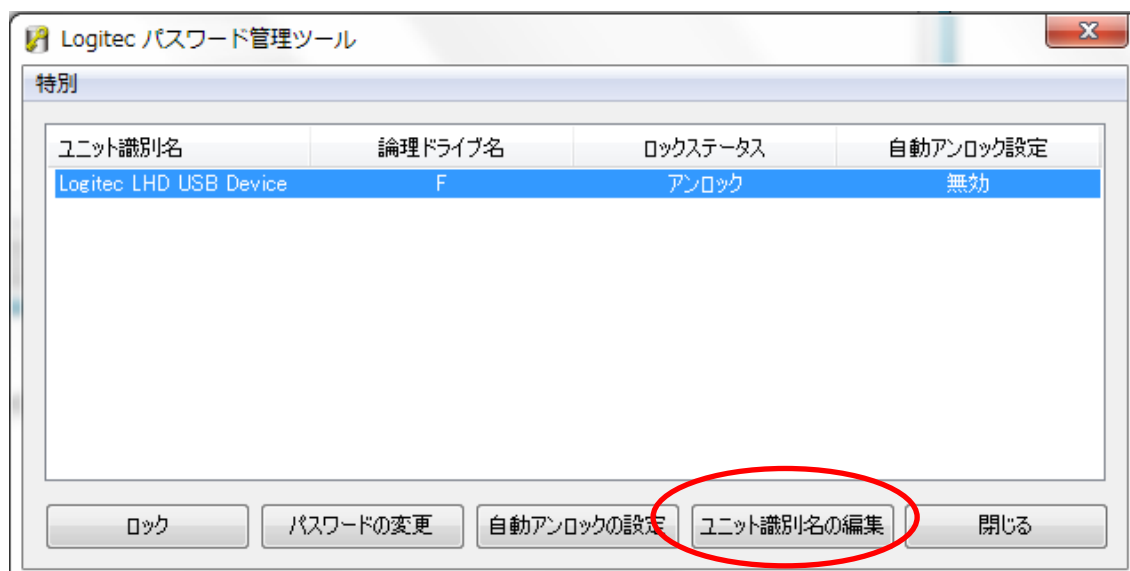 Logitec パスワード管理ツール
特別
ユニット識別名 論理ドライブ名 ロックステータス 自動アンロック設定
Logitec LHD USB Device F アンロック 無効
ロック パスワードの変更 自動アンロックの設定 ユニット識別名の編集 閉じる